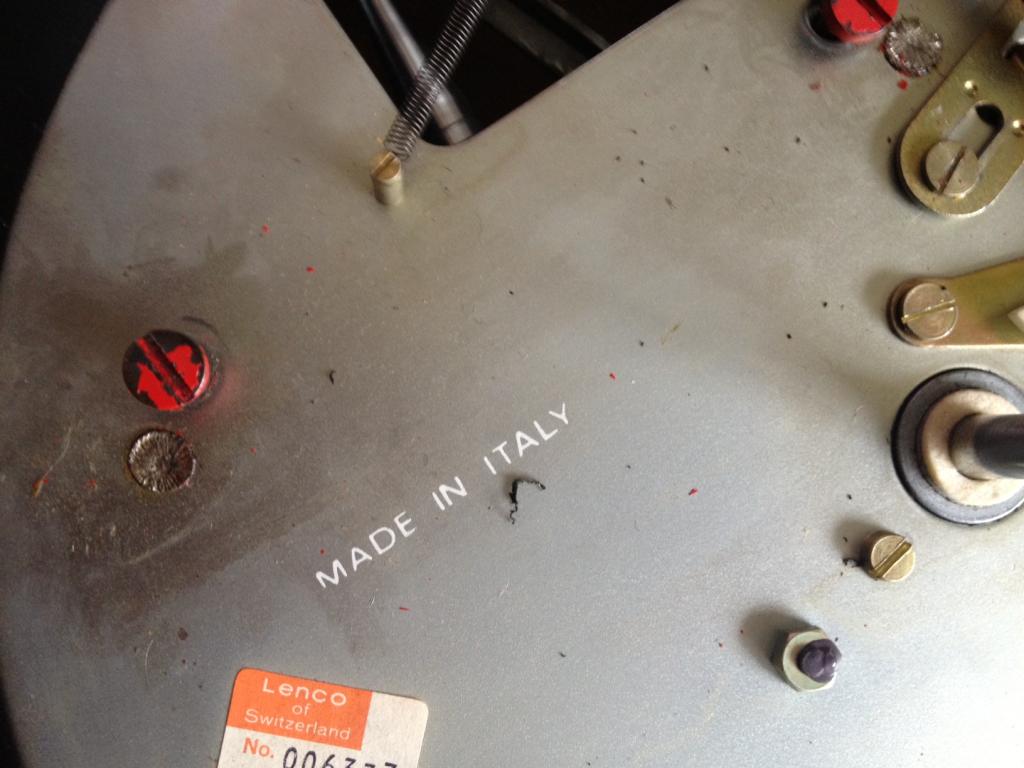 MADE IN ITALY
Lenco
of
Switzerland
No.